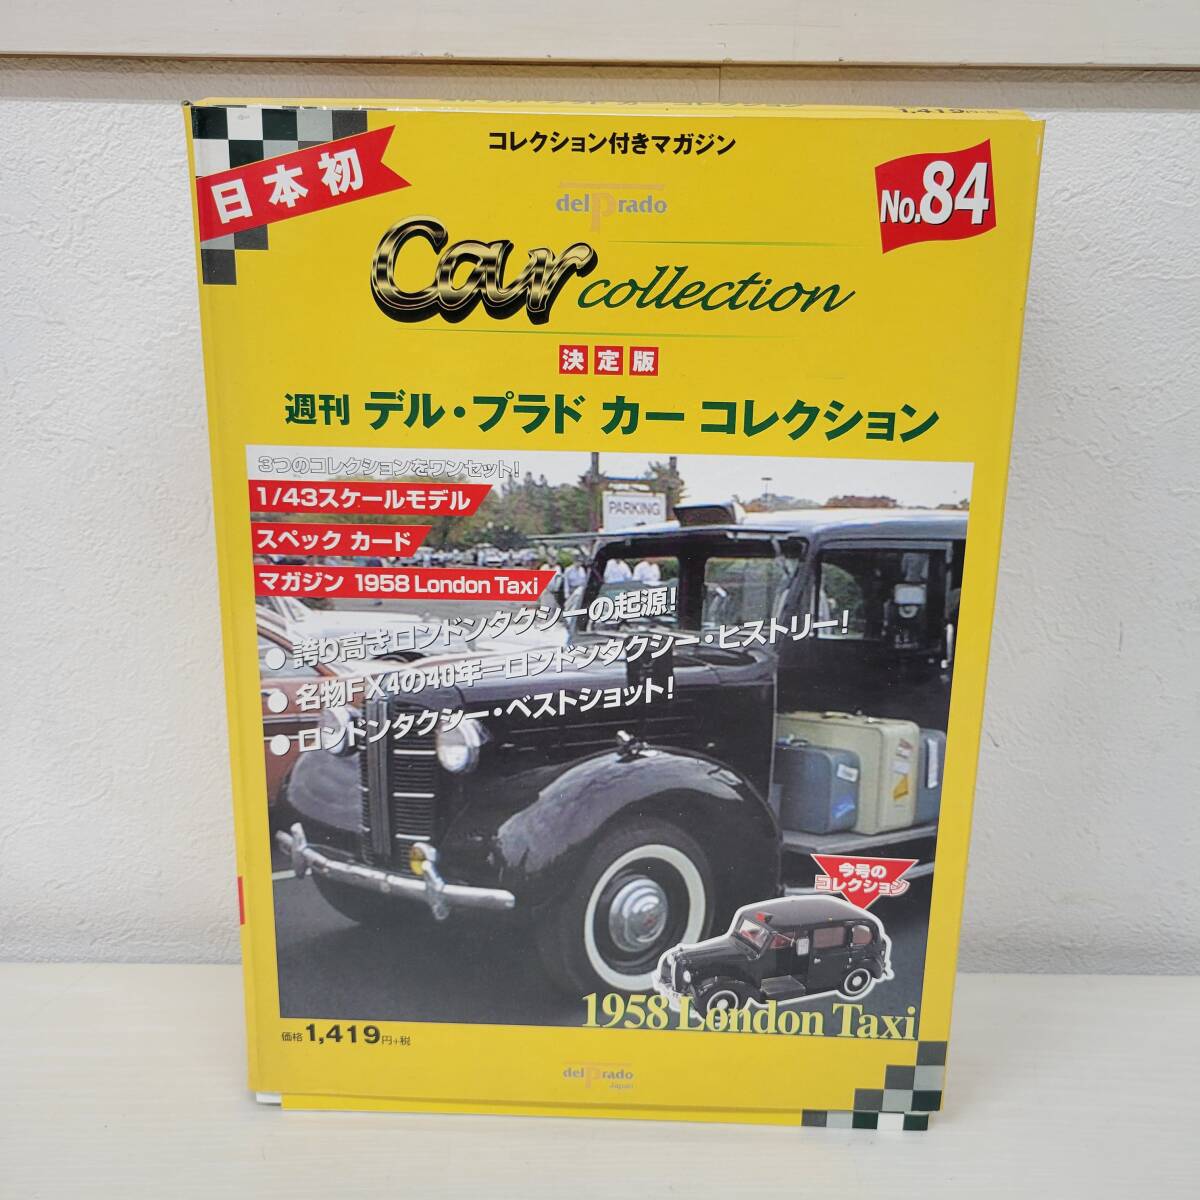 1,419円+税
コレクション付きマガジン
日本初
No.84
delPrado
Car collection
決定版
週刊 デル・プラド カー コレクション
3つのコレクションをワンセット!
1/43スケールモデル
スペック カード
マガジン 1958 London Taxi
PARKING
● 誇り高きロンドンタクシーの起源!
● 名物FX4の40年ーロンドンタクシー・ヒストリー!
● ロンドンタクシー・ベストショット!
今号の
コレクション
1958 London Taxi
価格1,419円+税
delPrado
Japan